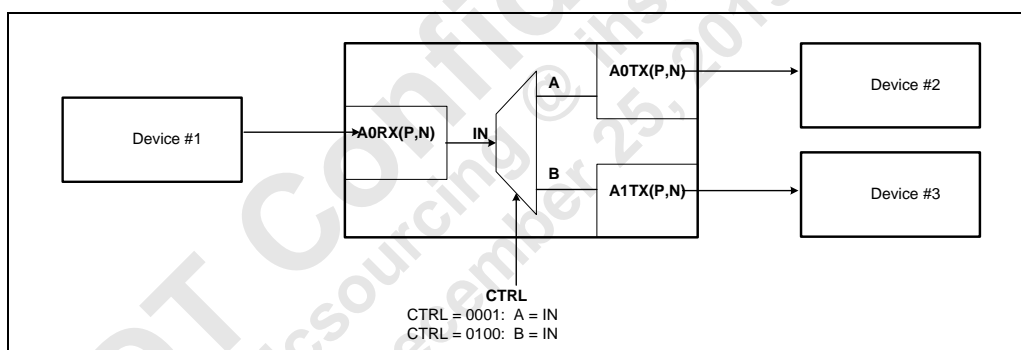 Device #1
A0RX(P,N)
IN
A
B
A0TX(P,N)
A1TX(P,N)
Device #2
Device #3
CTRL
CTRL = 0001: A = IN
CTRL = 0100: B = IN